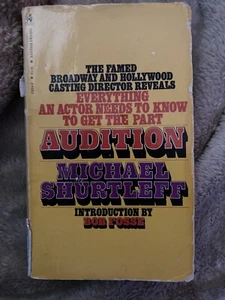 THE FAMED
BROADWAY AND HOLLYWOOD
CASTING DIRECTOR REVEALS
EVERYTHING
AN ACTOR NEEDS TO KNOW
TO GET THE PART
AUDITION
MICHAEL
SHURTLEFF
INTRODUCTION BY
BOB FOSSE